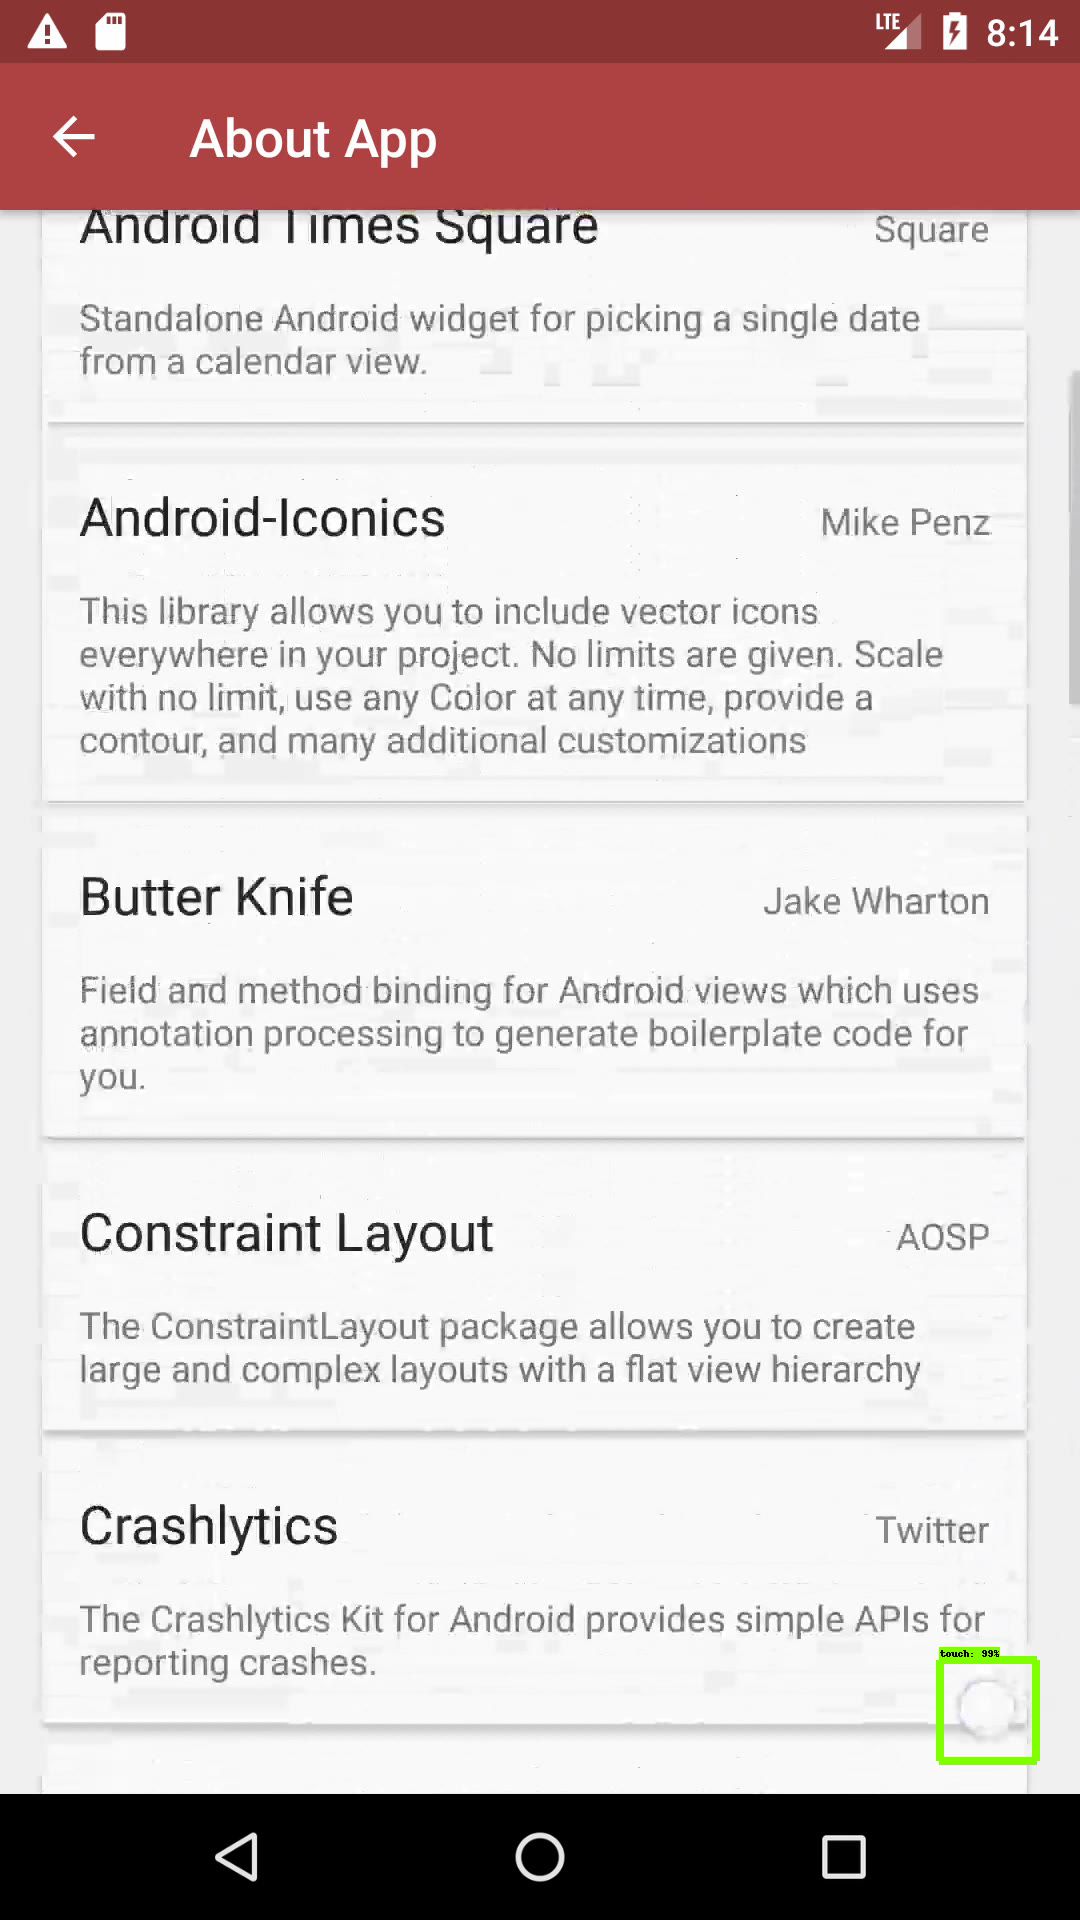 LTE 8:14
About App
Android Times Square Square
Standalone Android widget for picking a single date
from a calendar view.
Android-Iconics Mike Penz
This library allows you to include vector icons
everywhere in your project. No limits are given. Scale
with no limit, use any Color at any time, provide a
contour, and many additional customizations
Butter Knife Jake Wharton
Field and method binding for Android views which uses
annotation processing to generate boilerplate code for
you.
Constraint Layout AOSP
The ConstraintLayout package allows you to create
large and complex layouts with a flat view hierarchy
Crashlytics Twitter
The Crashlytics Kit for Android provides simple APIs for
reporting crashes.
touch: 99%